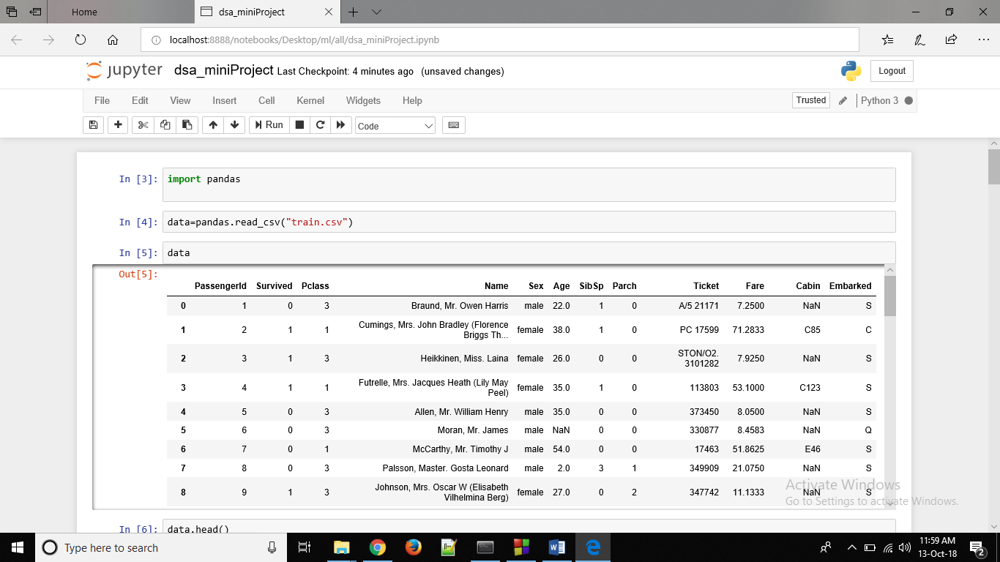 Home
dsa_miniProject
localhost:8888/notebooks/Desktop/ml/all/dsa_miniProject.ipynb
jupyter dsa_miniProject Last Checkpoint: 4 minutes ago (unsaved changes)
Logout
File Edit View Insert Cell Kernel Widgets Help
Trusted Python 3
Run Code
In [3]: import pandas
In [4]: data=pandas.read_csv("train.csv")
In [5]: data
Out[5]:
PassengerId Survived Pclass Name Sex Age SibSp Parch Ticket Fare Cabin Embarked
0 1 0 3 Braund, Mr. Owen Harris male 22.0 1 0 A/5 21171 7.2500 NaN S
1 2 1 1 Cumings, Mrs. John Bradley (Florence
Briggs Th... female 38.0 1 0 PC 17599 71.2833 C85 C
2 3 1 3 Heikkinen, Miss. Laina female 26.0 0 0 STON/O2.
3101282 7.9250 NaN S
3 4 1 1 Futrelle, Mrs. Jacques Heath (Lily May
Peel) female 35.0 1 0 113803 53.1000 C123 S
4 5 0 3 Allen, Mr. William Henry male 35.0 0 0 373450 8.0500 NaN S
5 6 0 3 Moran, Mr. James male NaN 0 0 330877 8.4583 NaN Q
6 7 0 1 McCarthy, Mr. Timothy J male 54.0 0 0 17463 51.8625 E46 S
7 8 0 3 Palsson, Master. Gosta Leonard male 2.0 3 1 349909 21.0750 NaN S
8 9 1 3 Johnson, Mrs. Oscar W (Elisabeth
Vilhelmina Berg) female 27.0 0 2 347742 11.1333 NaN S
Activate Windows
Go to Settings to activate Windows.
In [6]: data.head()
Type here to search
11:59 AM
13-Oct-18
2